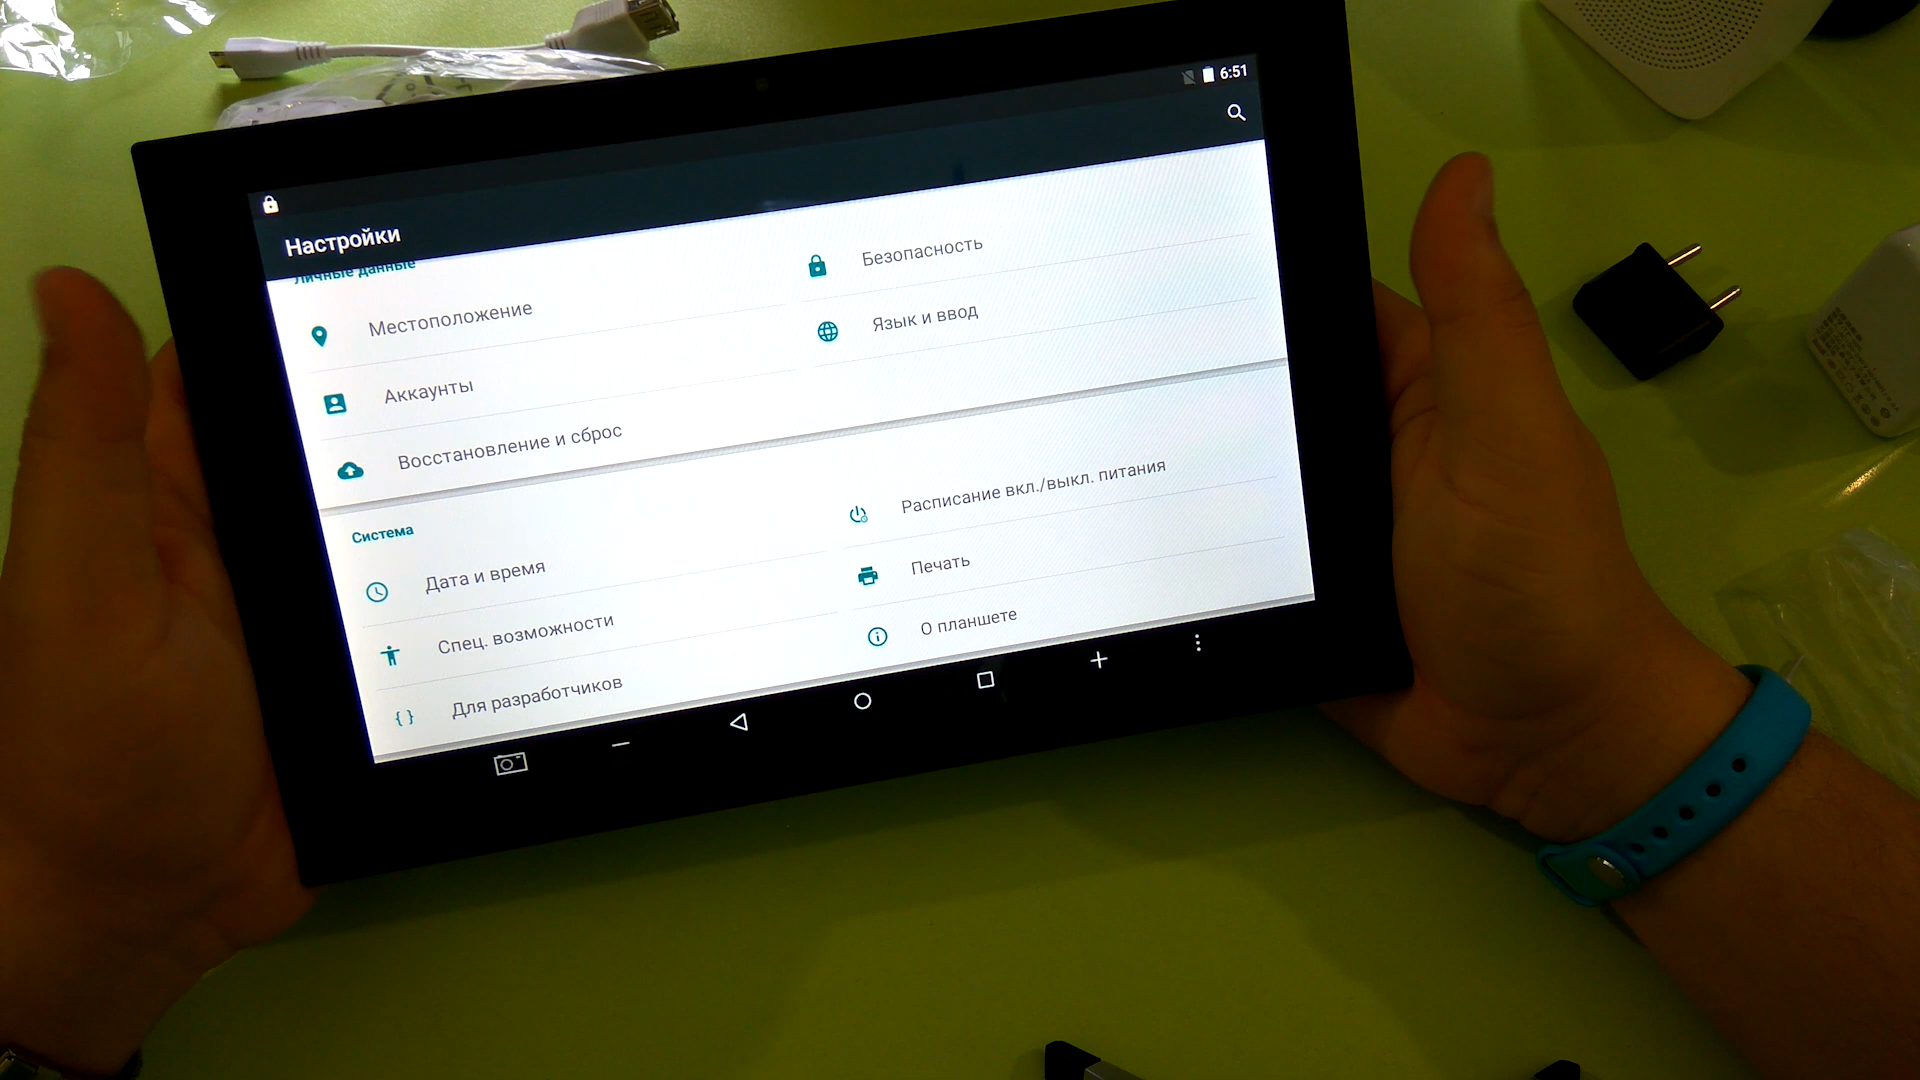 6:51
Настройки
Личные данные
Местоположение
Безопасность
Аккаунты
Язык и ввод
Восстановление и сброс
Система
Дата и время
Расписание вкл./выкл. питания
Спец. возможности
Печать
Для разработчиков
О планшете